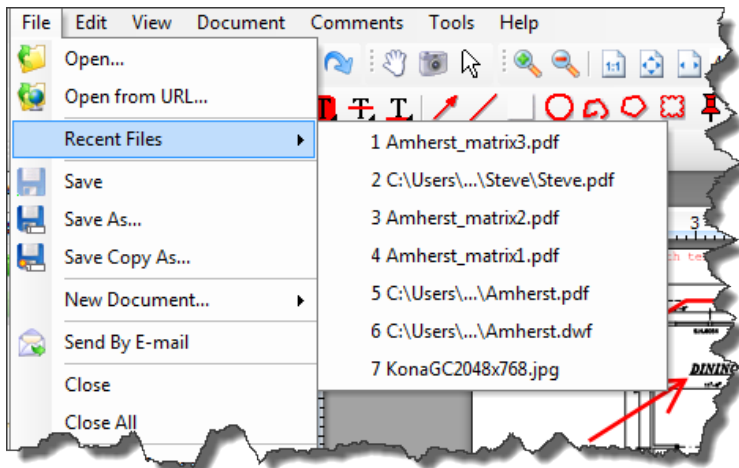 File Edit View Document Comments Tools Help
Open...
1:1
Open from URL...
T T T
Recent Files
1 Amherst_matrix3.pdf
2 C:\Users\...\Steve\Steve.pdf
3 Amherst_matrix2.pdf
4 Amherst_matrix1.pdf
5 C:\Users\...\Amherst.pdf
6 C:\Users\...\Amherst.dwf
7 KonaGC2048x768.jpg
Save
Save As...
Save Copy As...
New Document...
Send By E-mail
Close
Close All
3